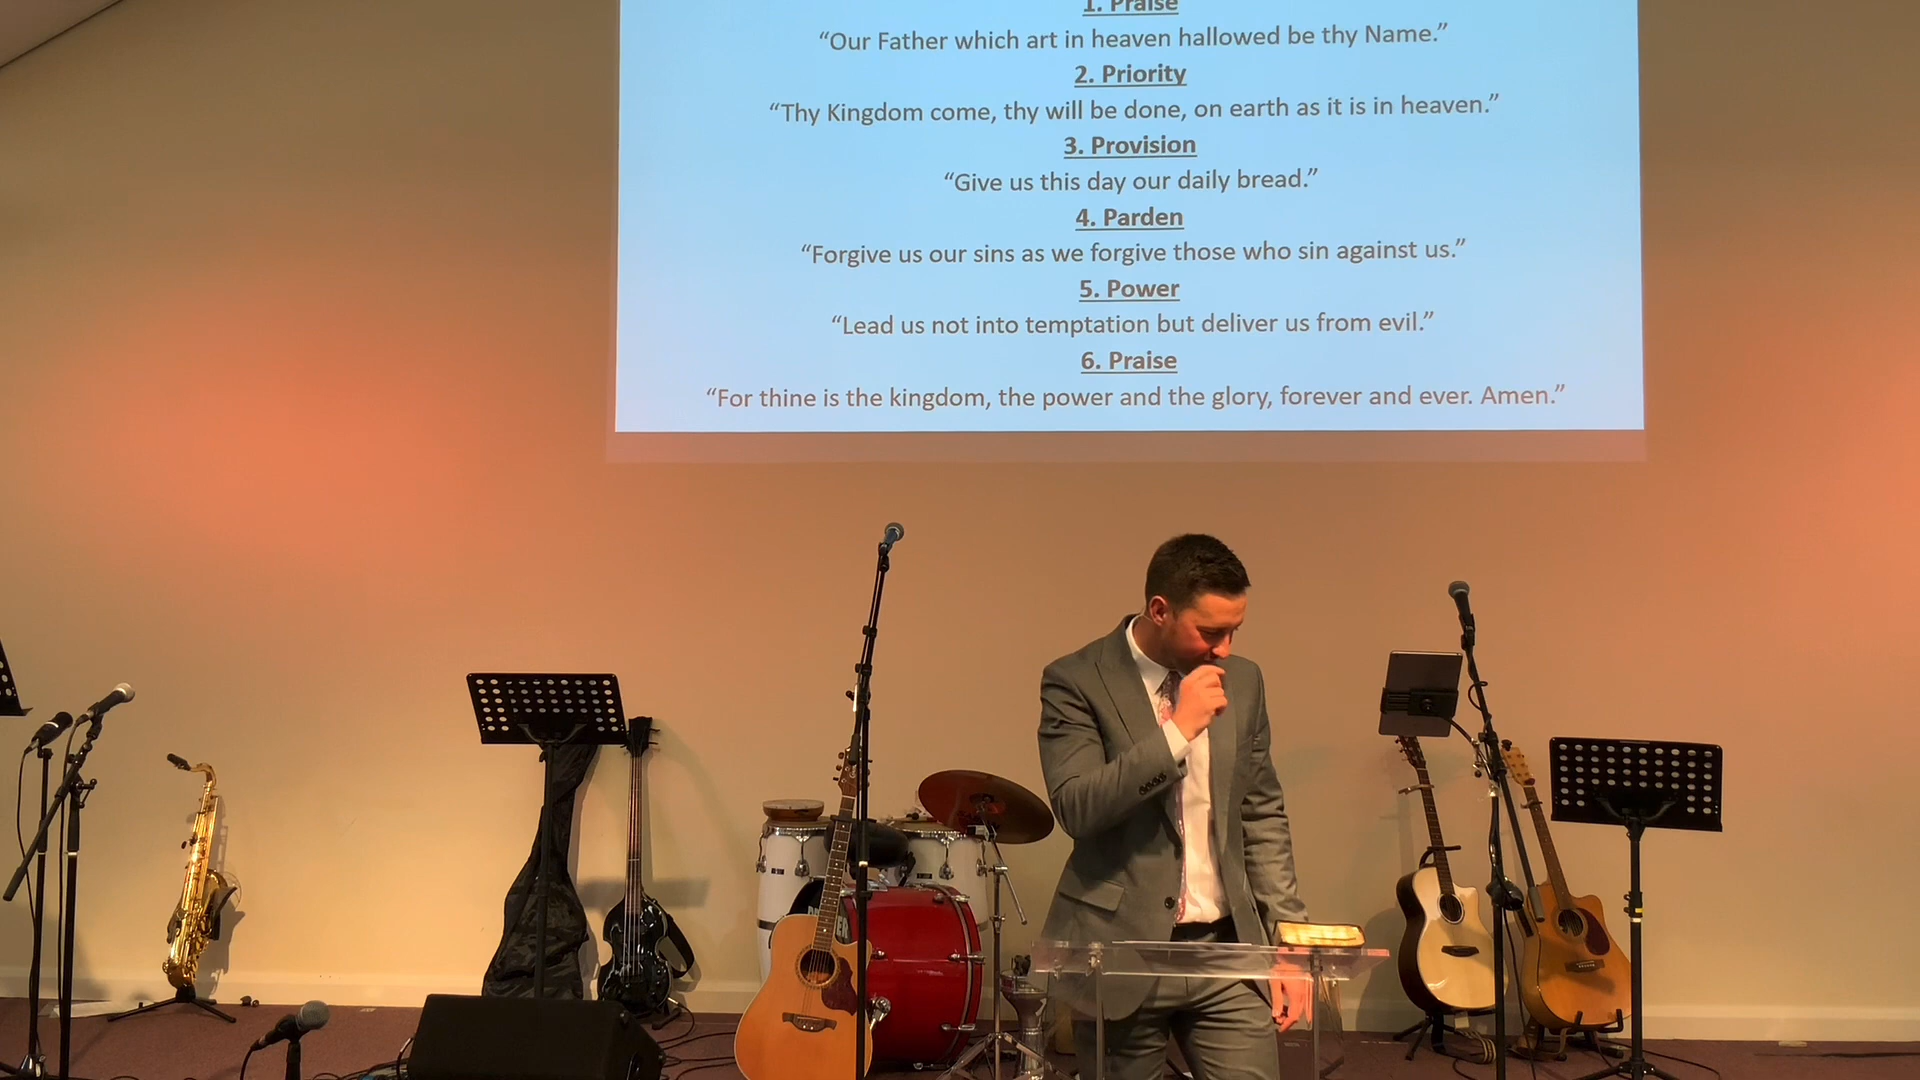 1. Praise
“Our Father which art in heaven hallowed be thy Name.”
2. Priority
“Thy Kingdom come, thy will be done, on earth as it is in heaven.”
3. Provision
“Give us this day our daily bread.”
4. Parden
“Forgive us our sins as we forgive those who sin against us.”
5. Power
“Lead us not into temptation but deliver us from evil.”
6. Praise
“For thine is the kingdom, the power and the glory, forever and ever. Amen.”